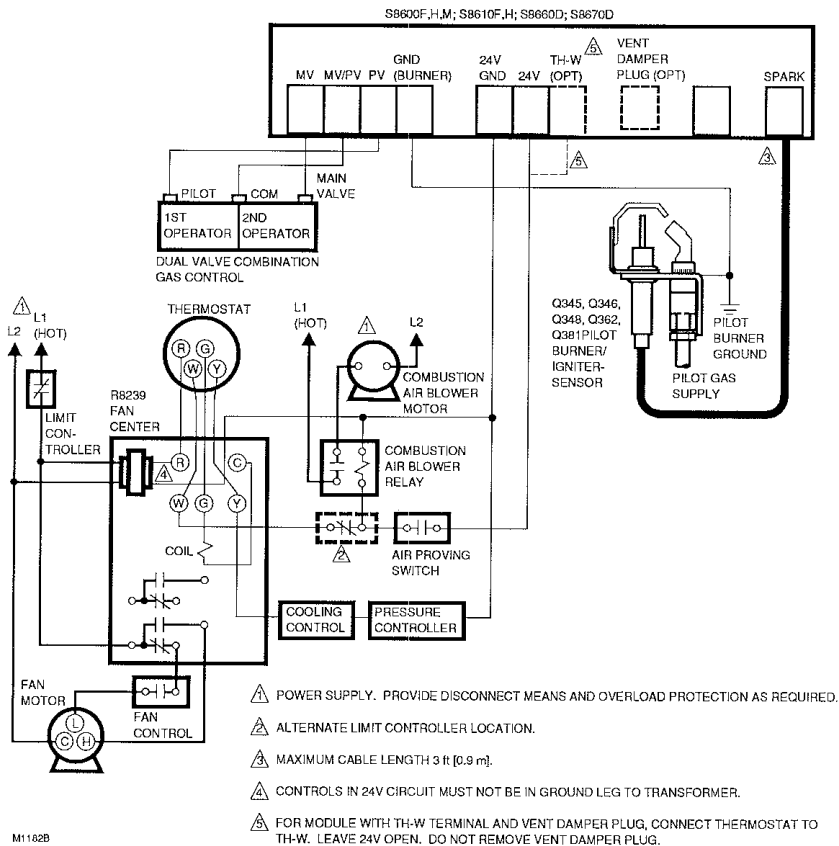 S8600F,H,M; S8610F,H; S8660D; S8670D
MV MV/PV PV
GND
(BURNER)
24V
GND
24V
TH-W
(OPT)
5
VENT
DAMPER
PLUG (OPT)
SPARK
5
3
PILOT
COM
MAIN
VALVE
1ST
OPERATOR
2ND
OPERATOR
DUAL VALVE COMBINATION
GAS CONTROL
Q345, Q346,
Q348, Q362,
Q381PILOT
BURNER/
IGNITER-
SENSOR
PILOT
BURNER
GROUND
PILOT GAS
SUPPLY
1
L2
L1
(HOT)
THERMOSTAT
R G
W Y
L1
(HOT)
1
L2
COMBUSTION
AIR BLOWER
MOTOR
LIMIT
CON-
TROLLER
R8239
FAN
CENTER
R
4
C
W G Y
COIL
COMBUSTION
AIR BLOWER
RELAY
2
AIR PROVING
SWITCH
COOLING
CONTROL
PRESSURE
CONTROLLER
FAN
MOTOR
L
C H
FAN
CONTROL
1 POWER SUPPLY. PROVIDE DISCONNECT MEANS AND OVERLOAD PROTECTION AS REQUIRED.
2 ALTERNATE LIMIT CONTROLLER LOCATION.
3 MAXIMUM CABLE LENGTH 3 ft [0.9 m].
4 CONTROLS IN 24V CIRCUIT MUST NOT BE IN GROUND LEG TO TRANSFORMER.
5 FOR MODULE WITH TH-W TERMINAL AND VENT DAMPER PLUG, CONNECT THERMOSTAT TO
TH-W. LEAVE 24V OPEN. DO NOT REMOVE VENT DAMPER PLUG.
M1182B